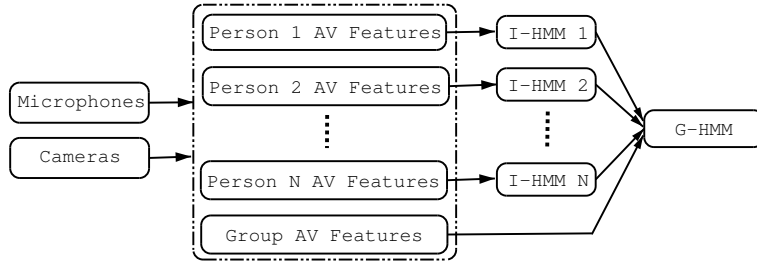 Microphones
Cameras
Person 1 AV Features
Person 2 AV Features
Person N AV Features
Group AV Features
I-HMM 1
I-HMM 2
I-HMM N
G-HMM